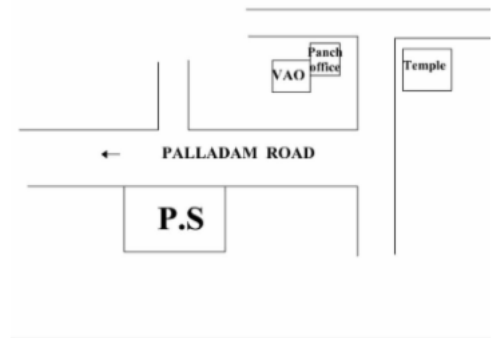 Panch
office
VAO
Temple
PALLADAM ROAD
P.S